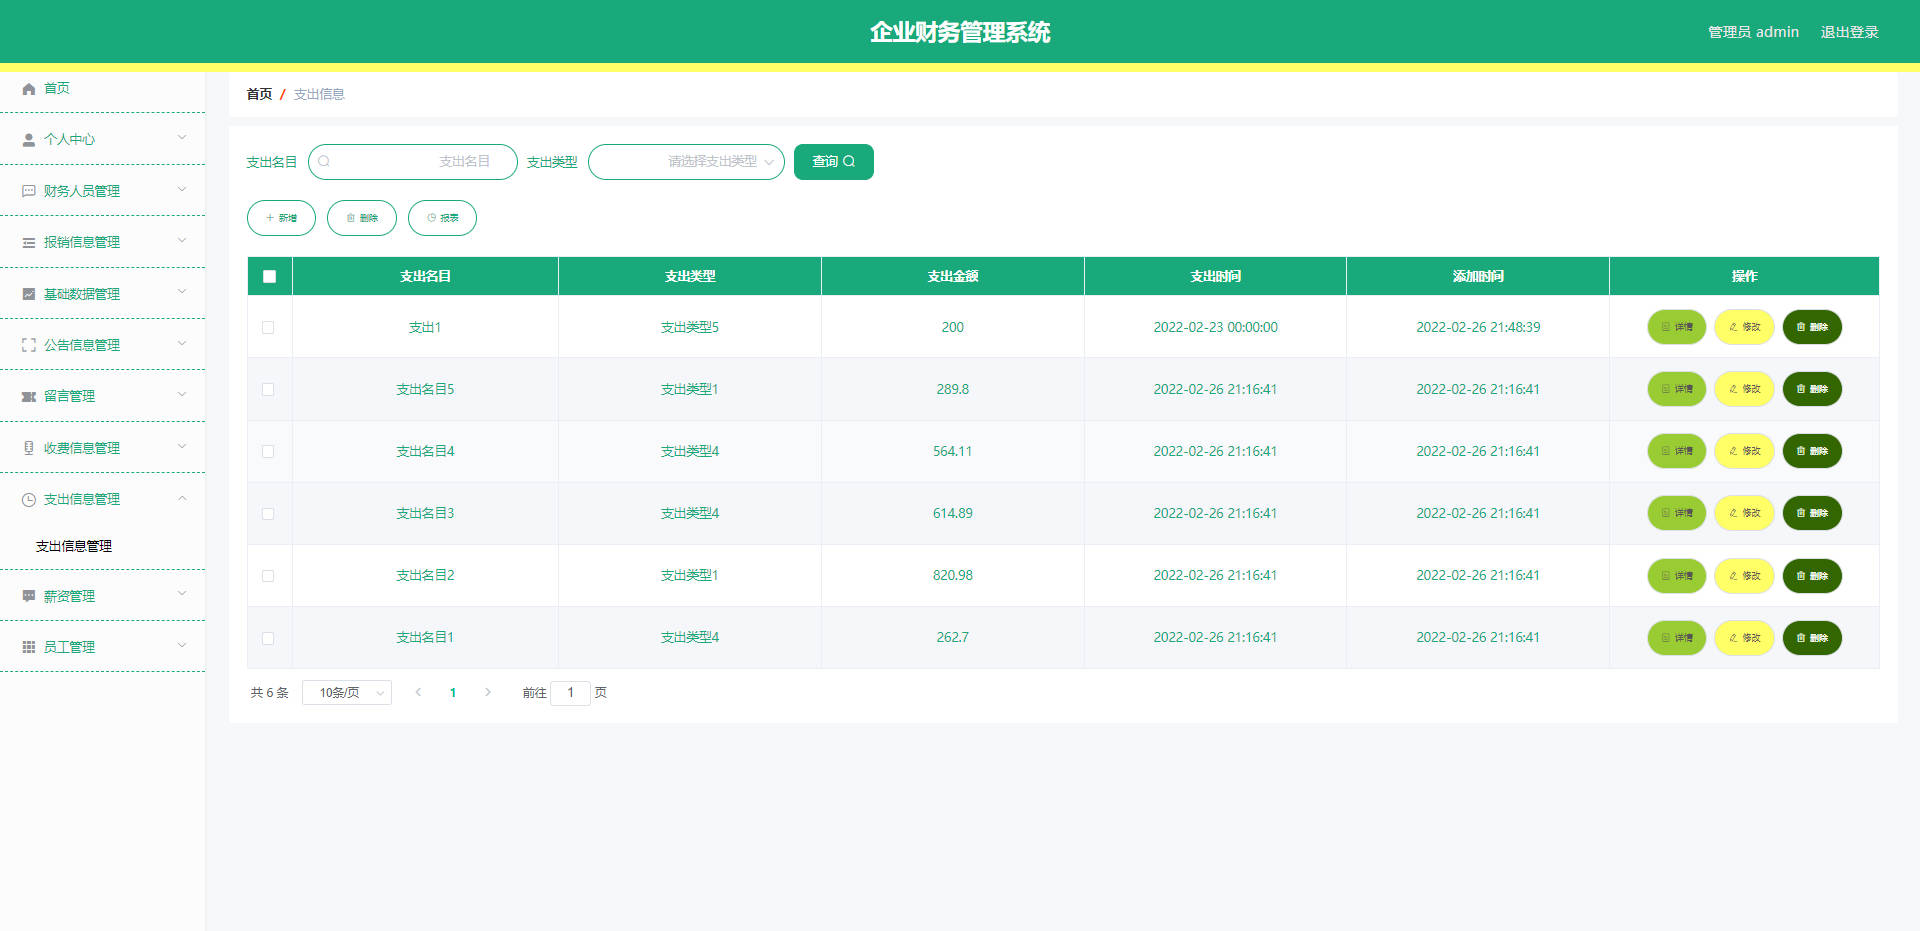 企业财务管理系统
管理员 admin 退出登录
首页
个人中心
财务人员管理
报销信息管理
基础数据管理
公告信息管理
留言管理
收费信息管理
支出信息管理
支出信息管理
薪资管理
员工管理
首页 / 支出信息
支出名目 支出名目 支出类型 请选择支出类型 查询
新增 删除 报表
支出名目 支出类型 支出金额 支出时间 添加时间 操作
支出1 支出类型5 200 2022-02-23 00:00:00 2022-02-26 21:48:39 详情 修改 删除
支出名目5 支出类型1 289.8 2022-02-26 21:16:41 2022-02-26 21:16:41 详情 修改 删除
支出名目4 支出类型4 564.11 2022-02-26 21:16:41 2022-02-26 21:16:41 详情 修改 删除
支出名目3 支出类型4 614.89 2022-02-26 21:16:41 2022-02-26 21:16:41 详情 修改 删除
支出名目2 支出类型1 820.98 2022-02-26 21:16:41 2022-02-26 21:16:41 详情 修改 删除
支出名目1 支出类型4 262.7 2022-02-26 21:16:41 2022-02-26 21:16:41 详情 修改 删除
共 6 条 10条/页 1 前往 1 页